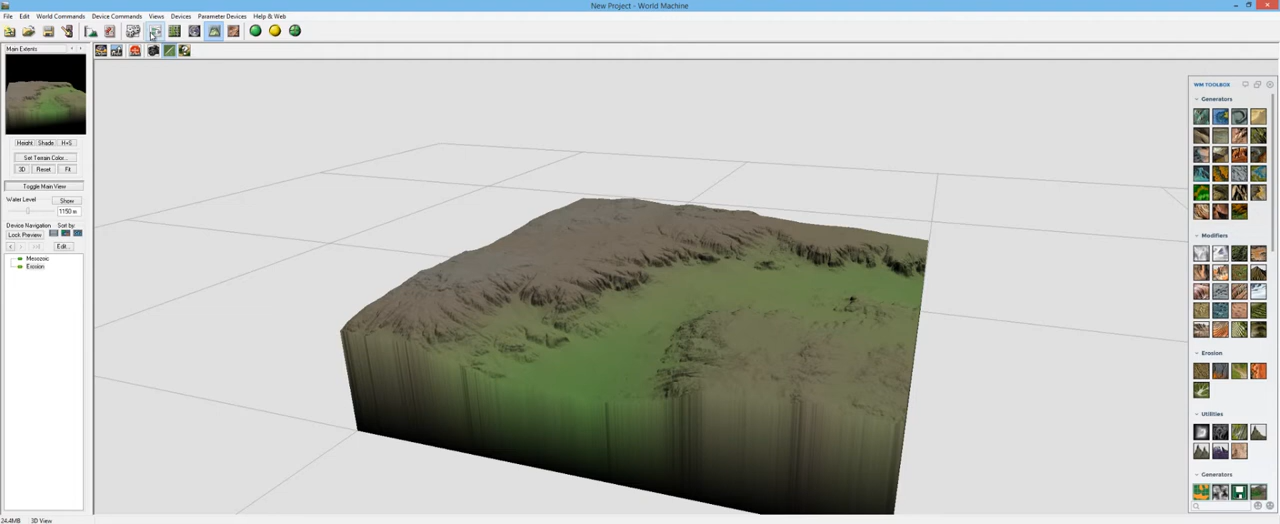 New Project - World Machine
File Edit World Commands Device Commands Views Devices Parameter Devices Help & Web
Main Extents
Height Shade H+S
Set Terrain Color...
3D Reset Fit
Toggle Main View
Water Level Show
1150 m
Device Navigation Sort by:
Lock Preview
Edit...
Mesozoic
Erosion
WM TOOLBOX
Generators
Modifiers
Erosion
Utilities
Generators
24.4MB 3D View